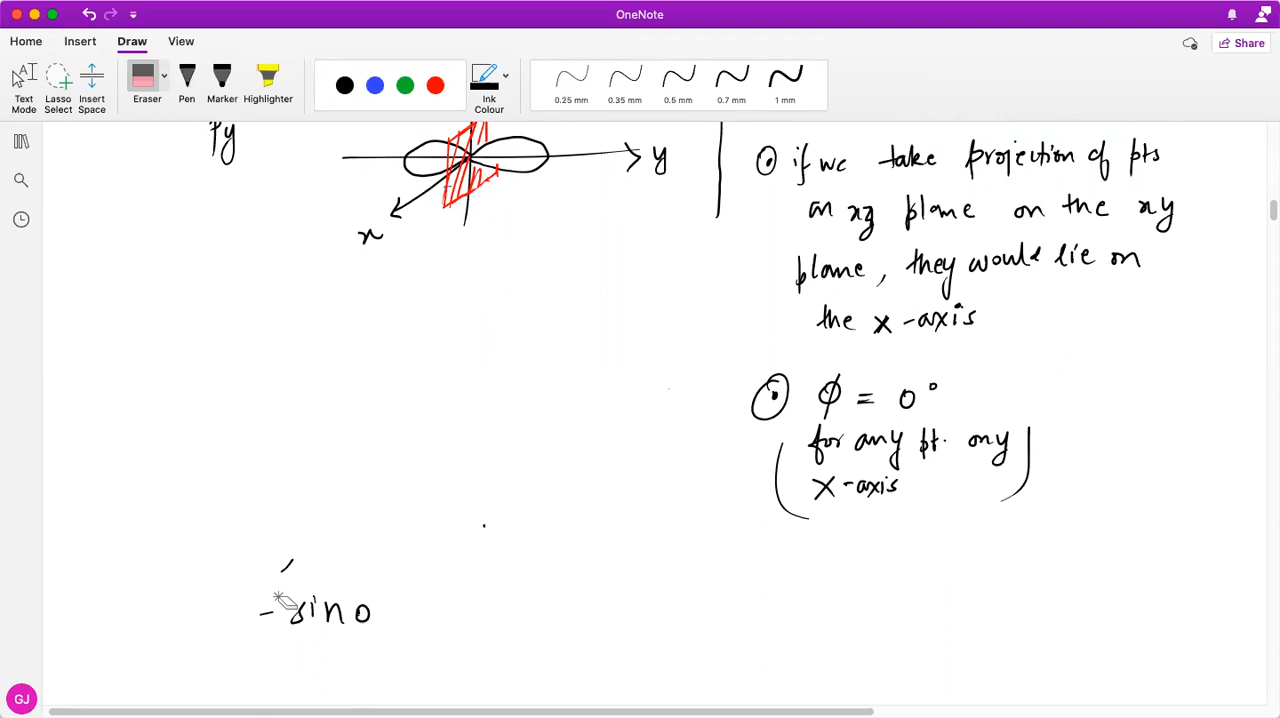 OneNote
Home Insert Draw View
Share
Text Mode
Lasso Select
Insert Space
Eraser
Pen
Marker
Highlighter
Ink Colour
0.25 mm
0.35 mm
0.5 mm
0.7 mm
1 mm
Py
y
x
if we take projection of pts
on xz plane on the xy
plane, they would lie on
the x-axis
φ = 0°
(for any pt. on y
x-axis)
- sin 0
GJ